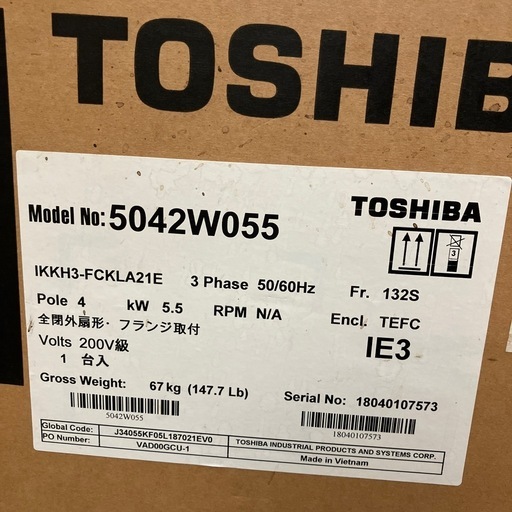 TOSHIB
Model No: 5042W055
TOSHIBA
IKKH3-FCKLA21E 3 Phase 50/60Hz Fr. 132S
Pole 4 kW 5.5 RPM N/A Encl. TEFC
全閉外扇形・フランジ取付
Volts 200V級 IE3
1 台入
Gross Weight: 67 kg (147.7 Lb) Serial No: 18040107573
5042W055
18040107573
Global Code: J34055KF05L187021EV0
PO Number: VAD00GCU-1
TOSHIBA INDUSTRIAL PRODUCTS AND SYSTEMS CORP.
Made in Vietnam
3